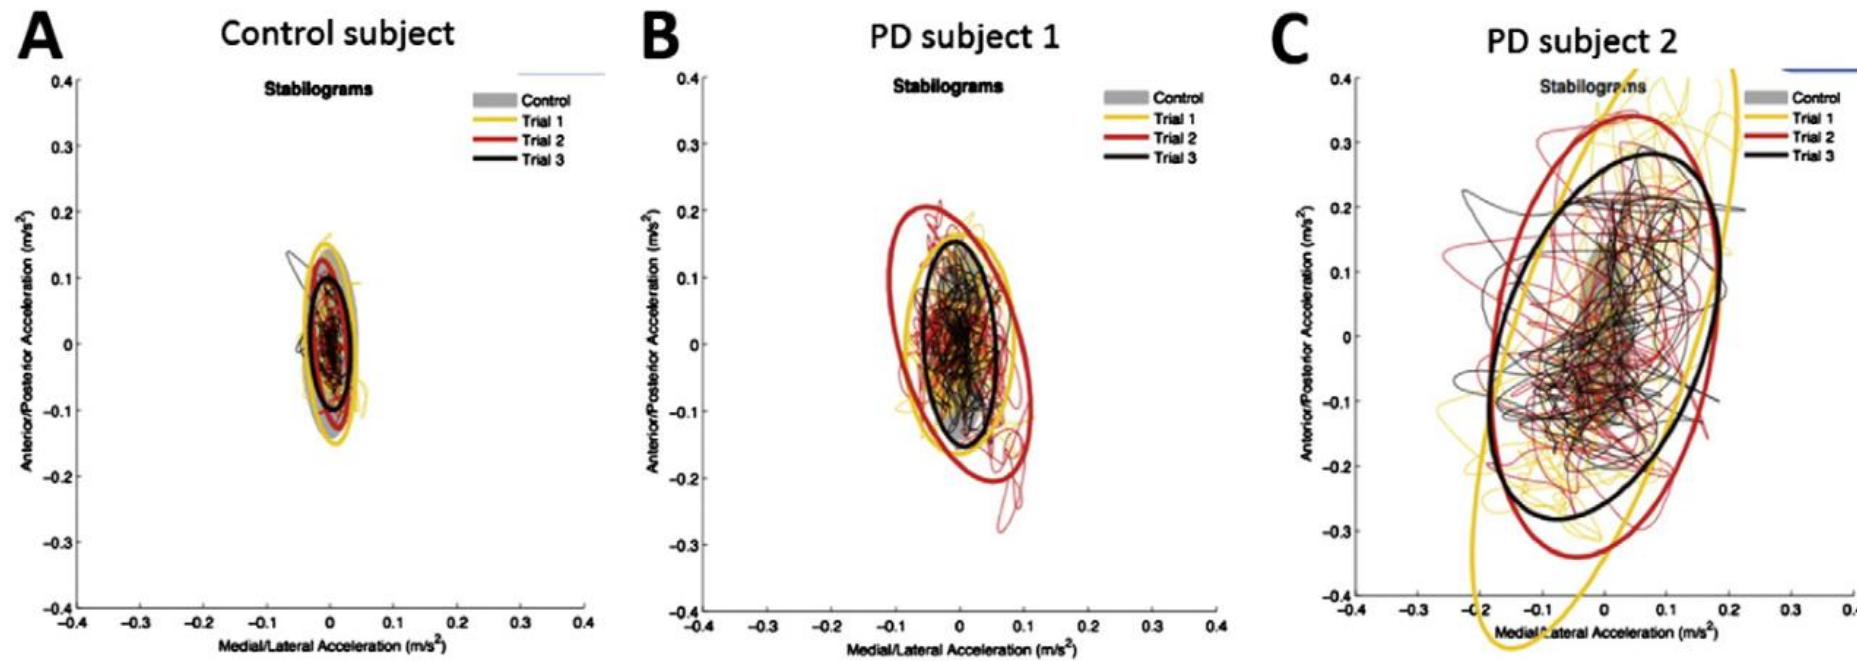 A
Control subject
Stabilograms
Control
Trial 1
Trial 2
Trial 3
0.4
0.3
0.2
0.1
0
−0.1
−0.2
−0.3
−0.4
Anterior/Posterior Acceleration (m/s²)
−0.4 −0.3 −0.2 −0.1 0 0.1 0.2 0.3 0.4
Medial/Lateral Acceleration (m/s²)
B
PD subject 1
Stabilograms
Control
Trial 1
Trial 2
Trial 3
0.4
0.3
0.2
0.1
0
−0.1
−0.2
−0.3
−0.4
Anterior/Posterior Acceleration (m/s²)
−0.4 −0.3 −0.2 −0.1 0 0.1 0.2 0.3 0.4
Medial/Lateral Acceleration (m/s²)
C
PD subject 2
Stabilograms
Control
Trial 1
Trial 2
Trial 3
0.4
0.3
0.2
0.1
0
−0.1
−0.2
−0.3
−0.4
Anterior/Posterior Acceleration (m/s²)
−0.4 −0.3 −0.2 −0.1 0 0.1 0.2 0.3
Medial/Lateral Acceleration (m/s²)